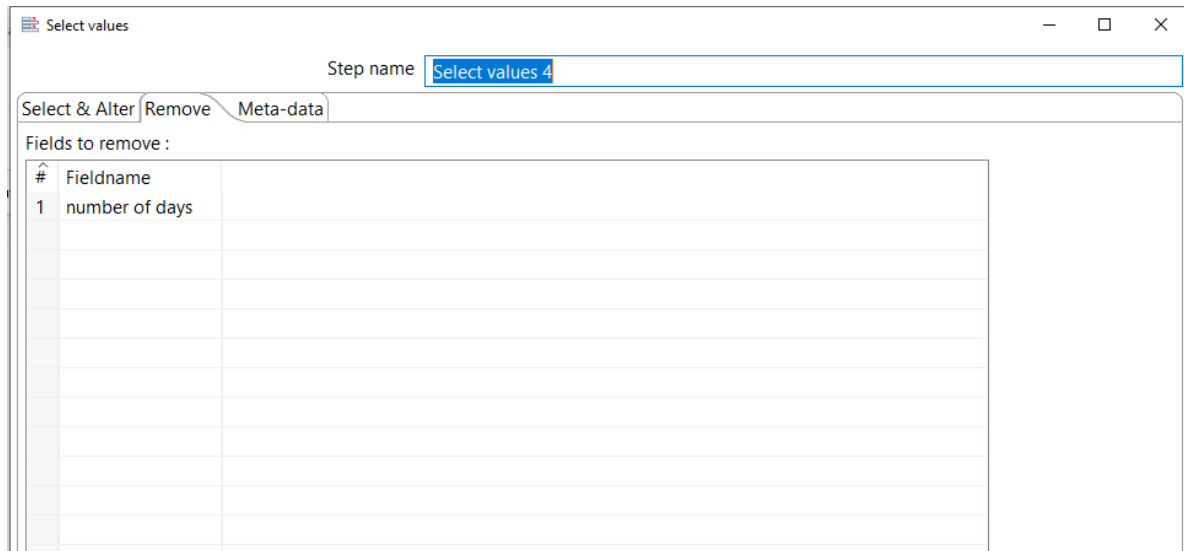 Select values
Step name Select values 4
Select & Alter Remove Meta-data
Fields to remove :
# Fieldname
1 number of days